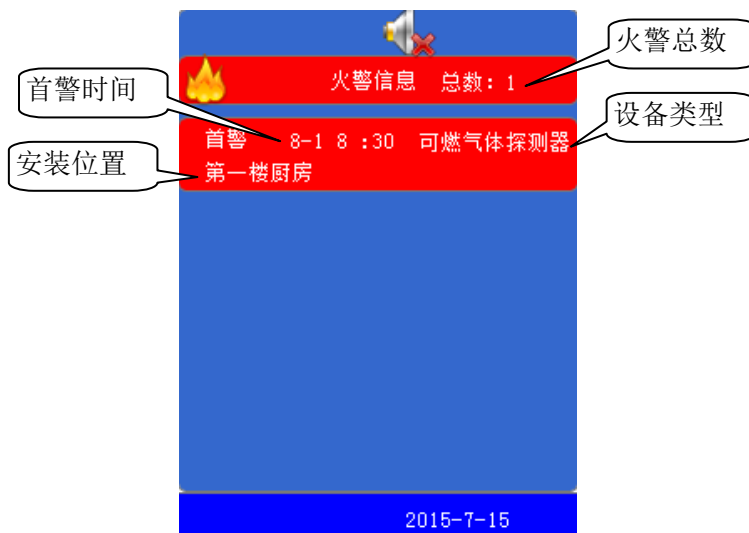 火警总数
火警信息 总数: 1
首警时间
设备类型
首警 8-1 8 :30 可燃气体探测器
安装位置
第一楼厨房
2015-7-15